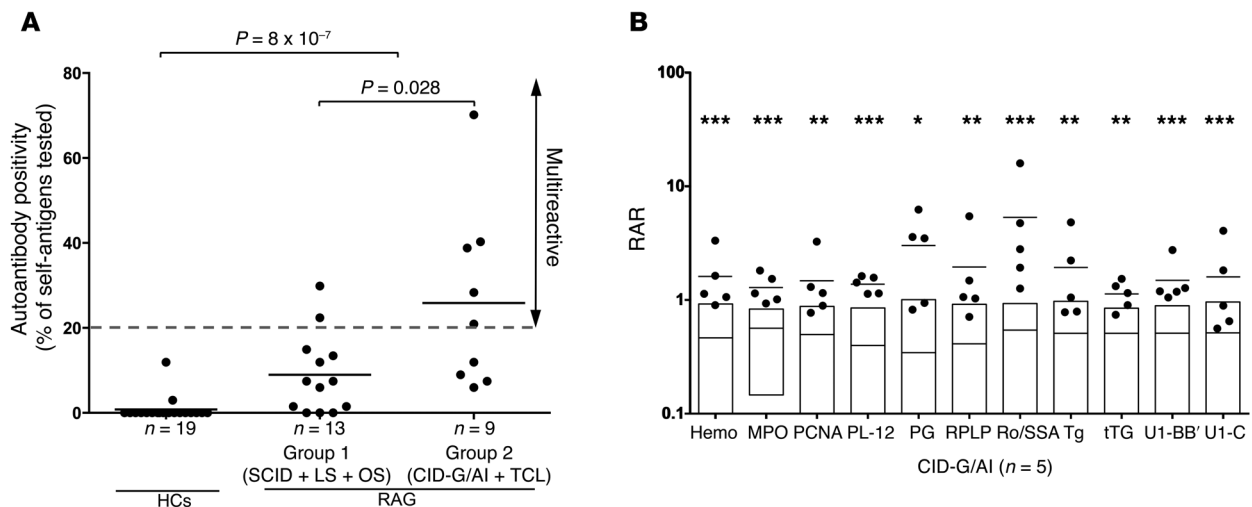 A
P = 8 x 10⁻⁷
P = 0.028
80
60
40
20
0
Autoantibody positivity
(% of self-antigens tested)
Multireactive
n = 19
n = 13
n = 9
Group 1
Group 2
(SCID + LS + OS)
(CID-G/AI + TCL)
HCs
RAG
B
100
10
1
0.1
RAR
*** *** ** *** * ** *** ** ** *** ***
Hemo MPO PCNA PL-12 PG RPLP Ro/SSA Tg tTG U1-BB′ U1-C
CID-G/AI (n = 5)